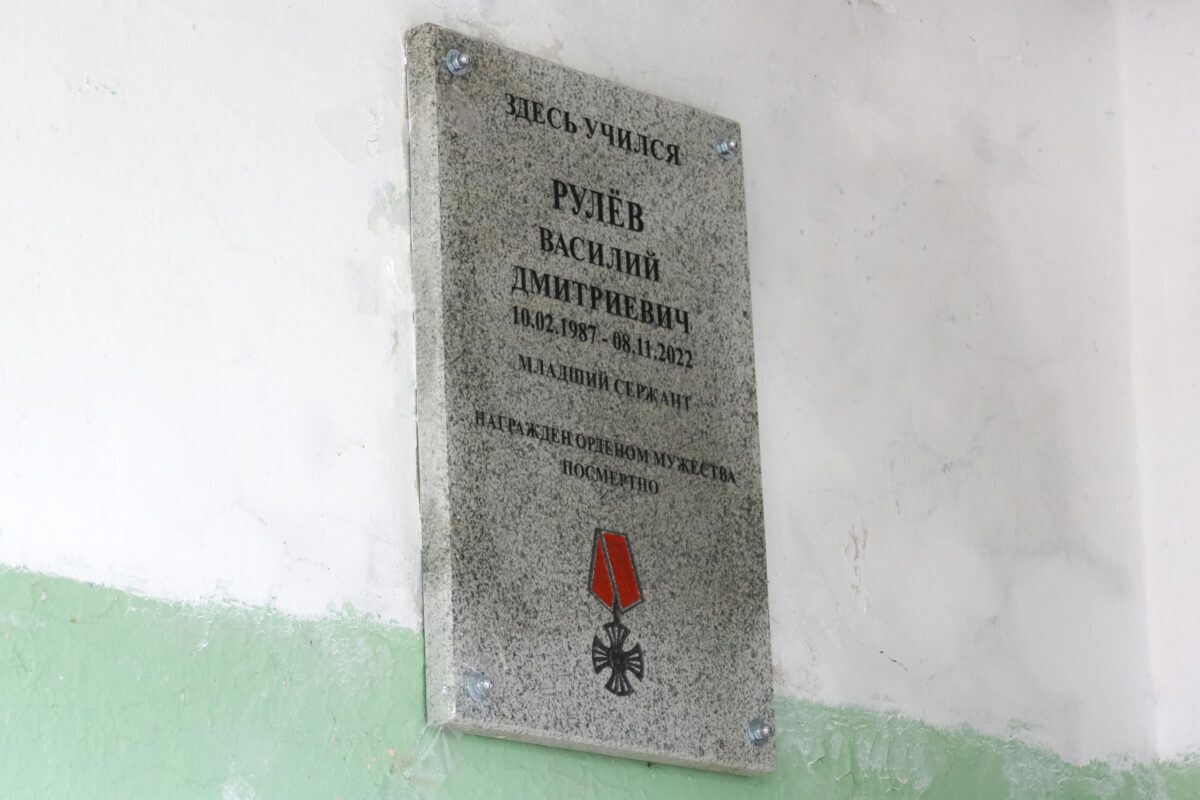 ЗДЕСЬ УЧИЛСЯ
РУЛЁВ
ВАСИЛИЙ
ДМИТРИЕВИЧ
10.02.1987 - 08.11.2022
МЛАДШИЙ СЕРЖАНТ
НАГРАЖДЕН ОРДЕНОМ МУЖЕСТВА
ПОСМЕРТНО